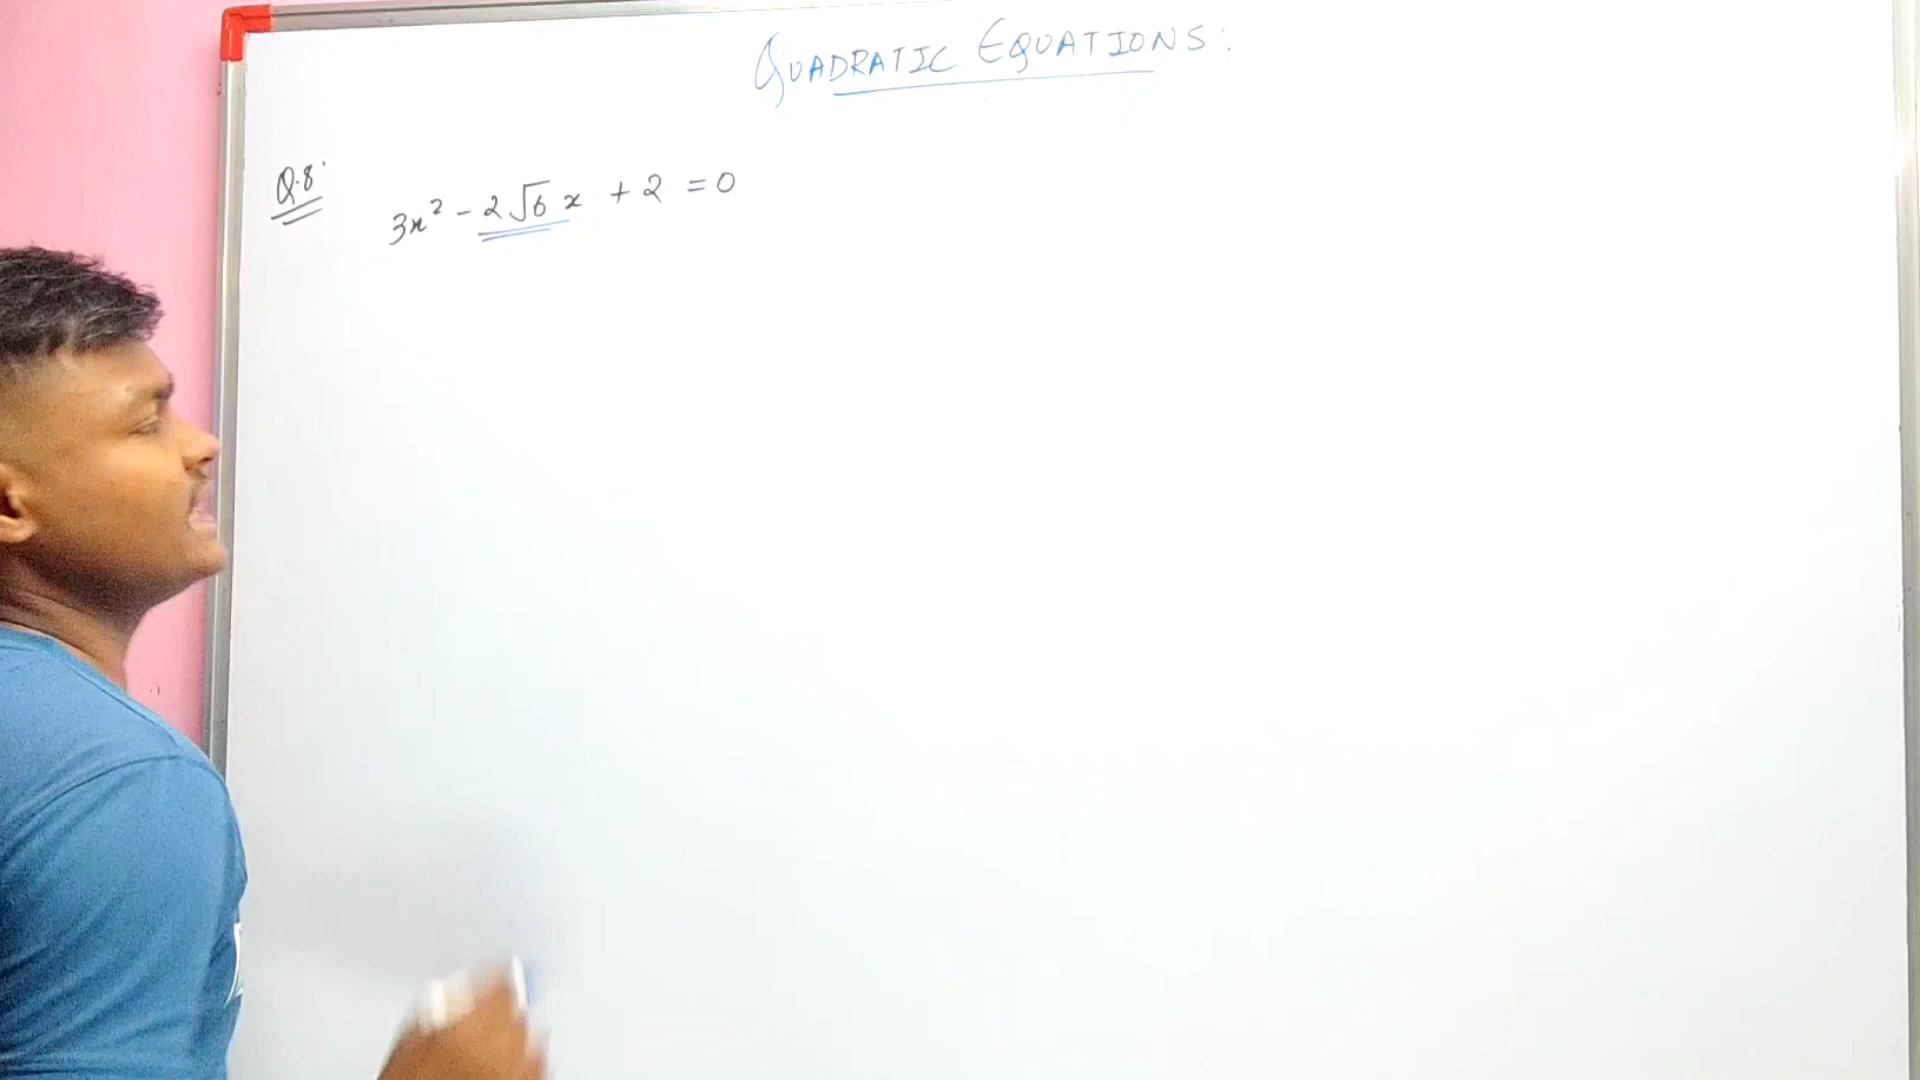 QUADRATIC EQUATIONS:
Q.8. 3x² - 2√6 x + 2 = 0